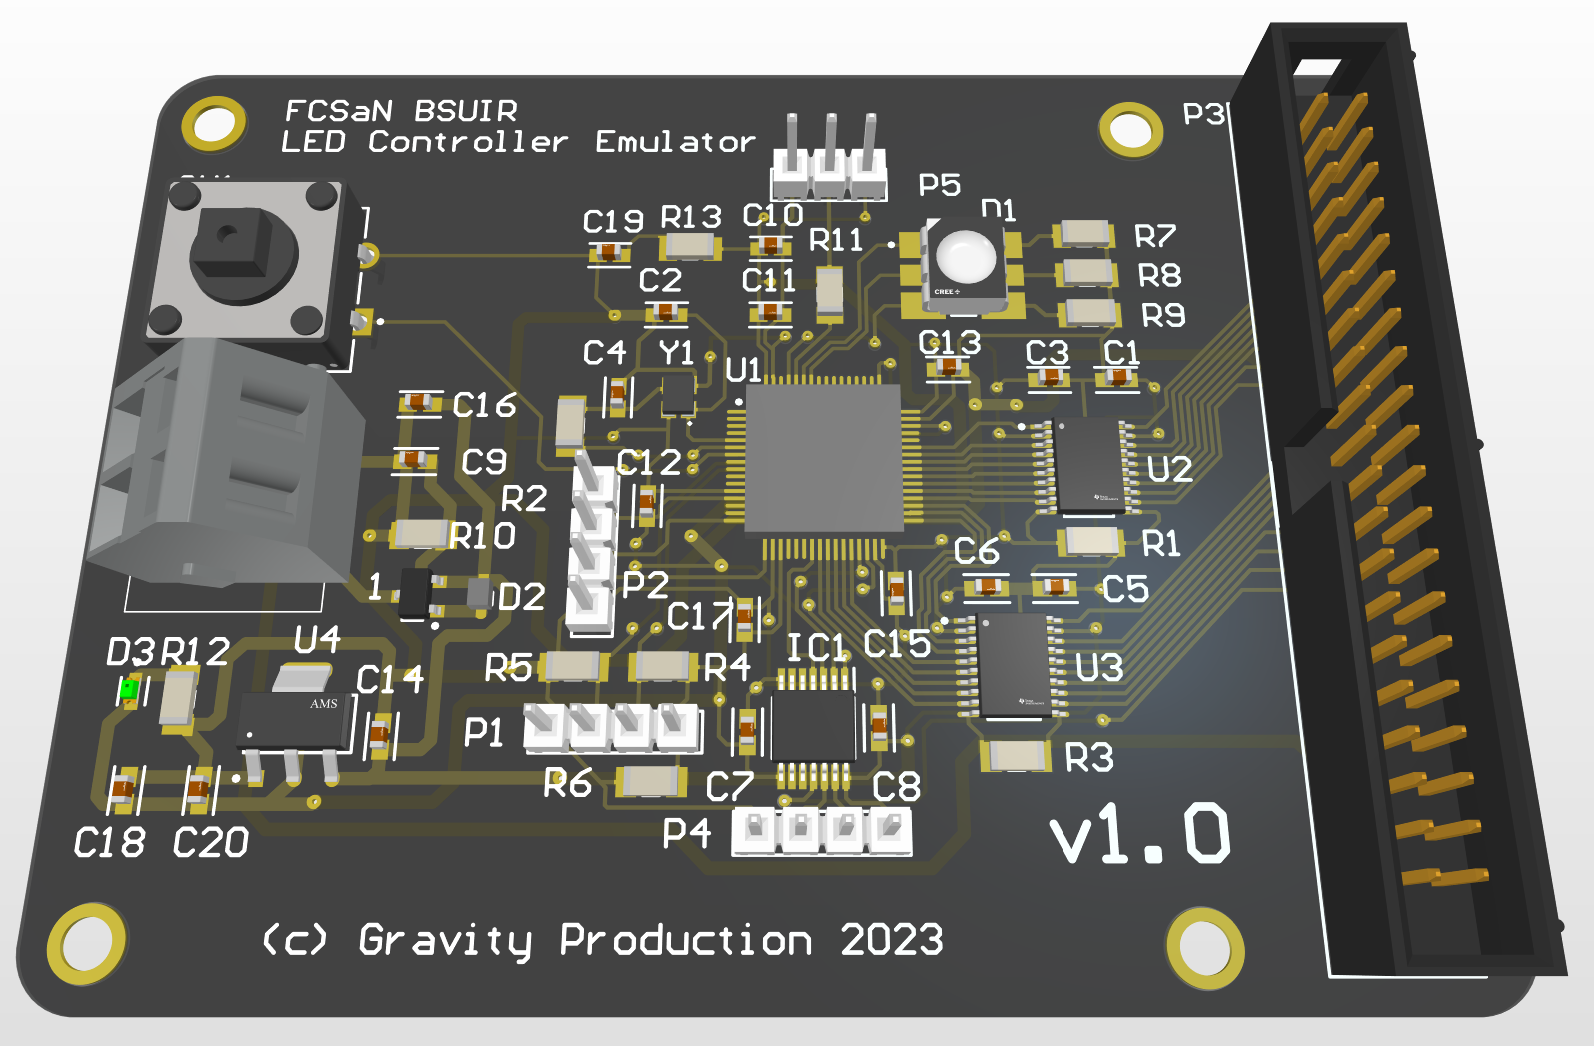 FCSaN BSUIR
LED Controller Emulator
P3
P5
D1
C19 R13 C10
R11
R7
C2 C11
R8
R9
C4 Y1
U1
C13
C3 C1
C16
C9
C12
U2
R2
R10
R1
C6
1
D2
P2
C5
C17
D3 R12
U4
IC1
C15
C14
R5
R4
U3
AMS
P1
R3
R6
C7
C8
P4
C18 C20
v1.0
CREE
(c) Gravity Production 2023